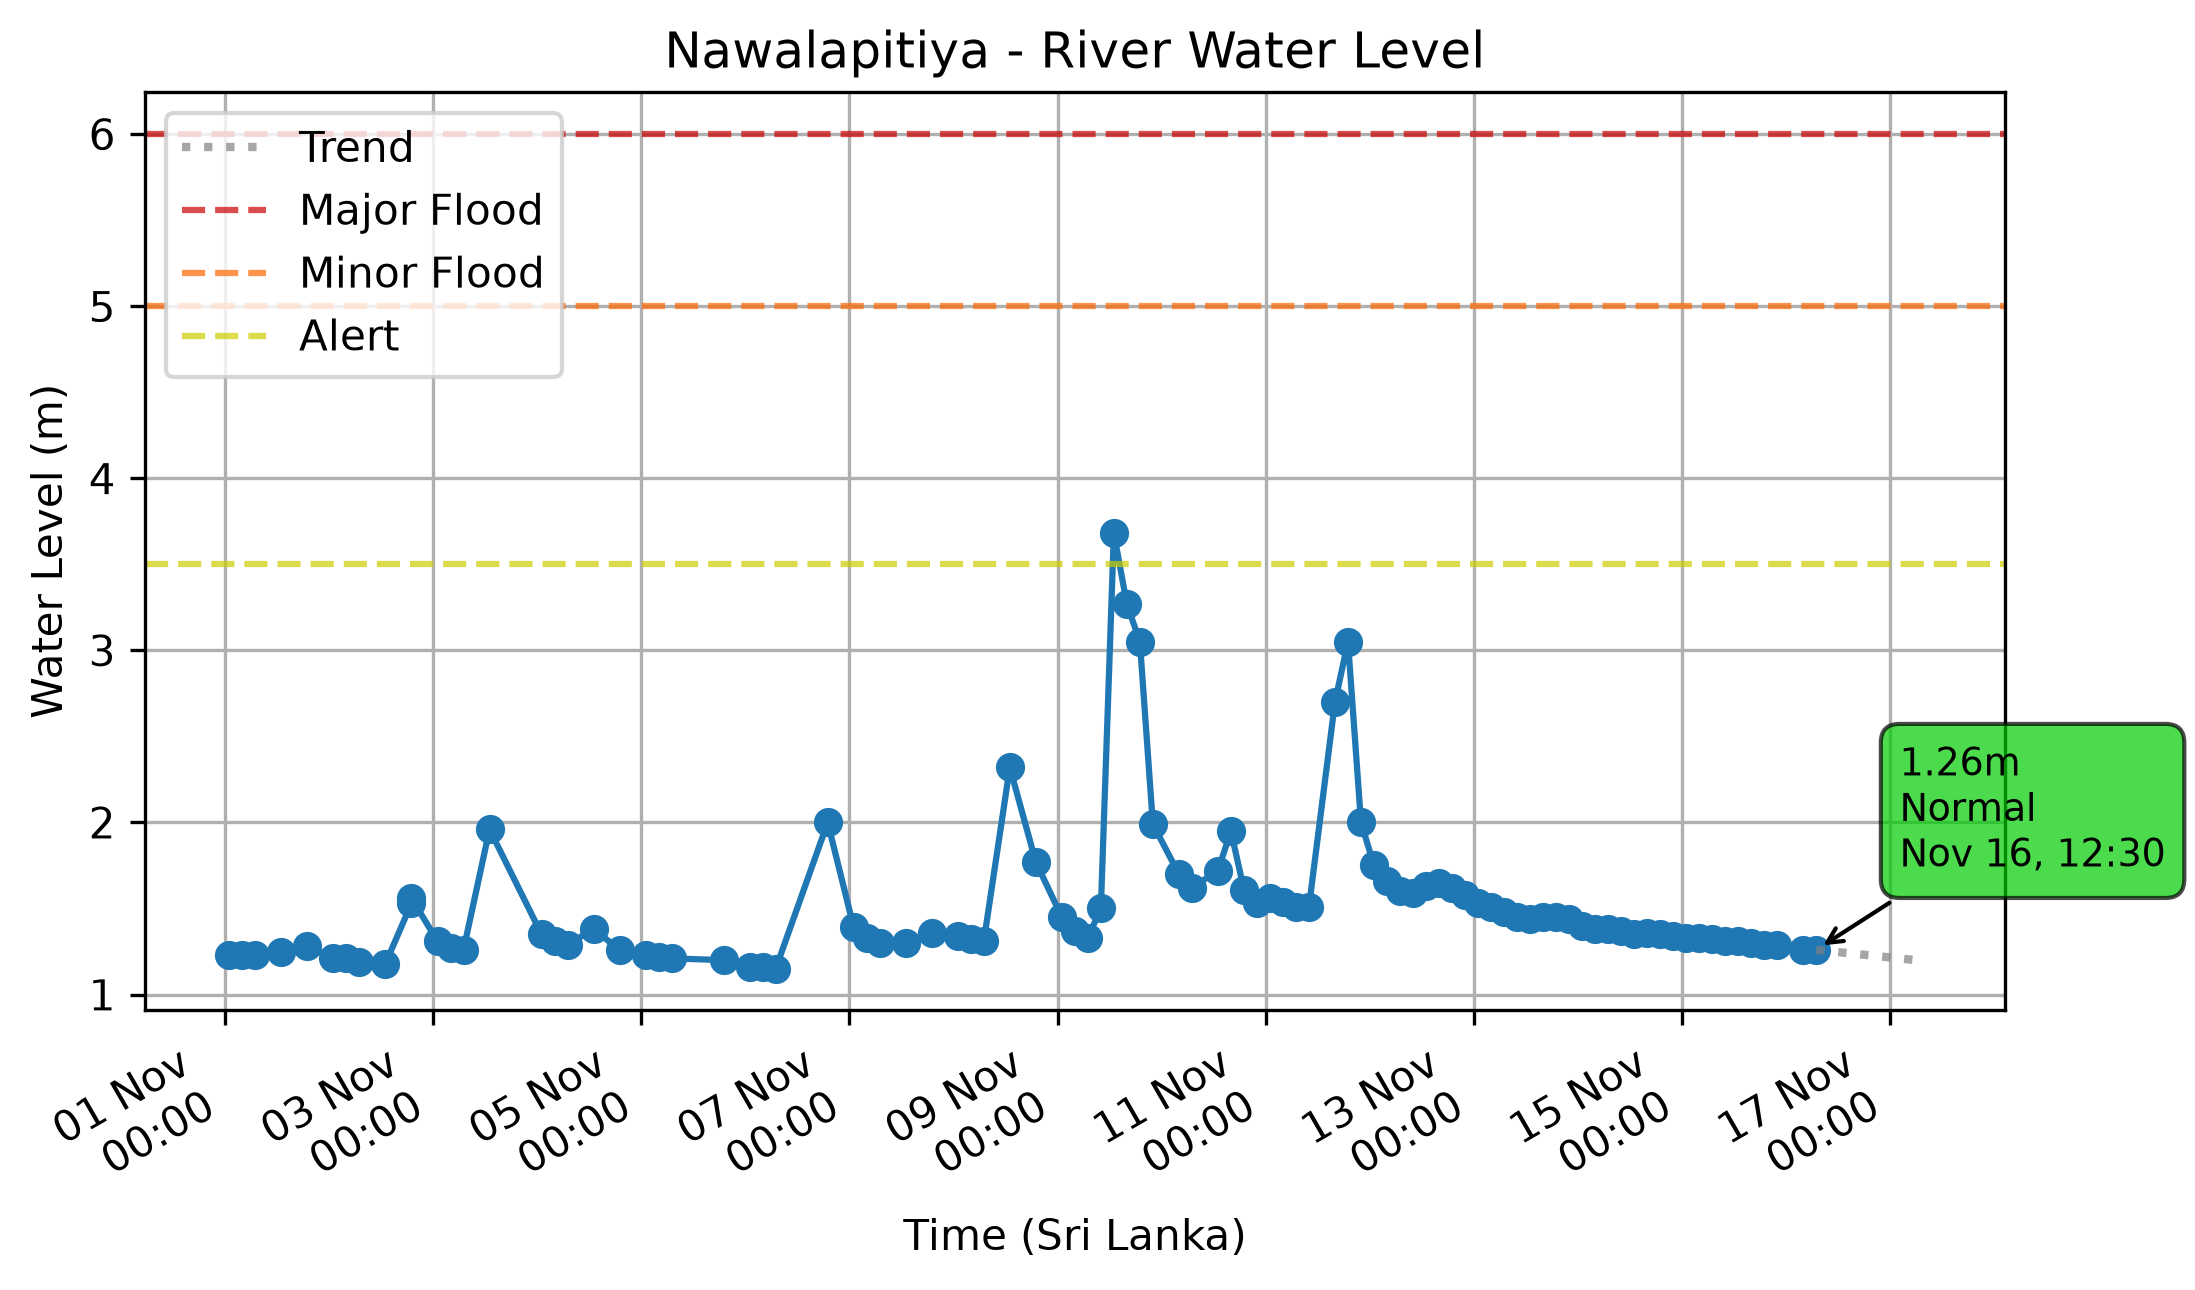 Nawalapitiya - River Water Level
Trend
Major Flood
Minor Flood
Alert
Water Level (m)
6
5
4
3
2
1
1.26m
Normal
Nov 16, 12:30
01 Nov
00:00
03 Nov
00:00
05 Nov
00:00
07 Nov
00:00
09 Nov
00:00
11 Nov
00:00
13 Nov
00:00
15 Nov
00:00
17 Nov
00:00
Time (Sri Lanka)